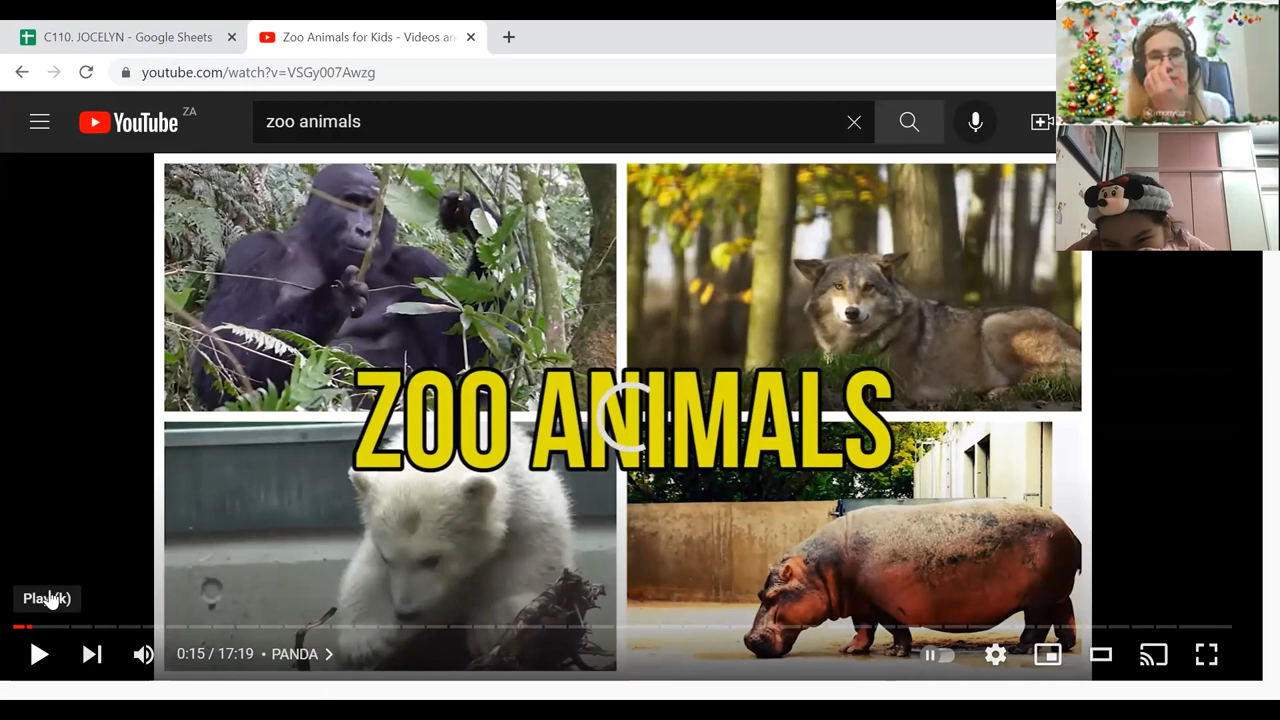 C110. JOCELYN - Google Sheets
Zoo Animals for Kids - Videos an
youtube.com/watch?v=VSGy007Awzg
YouTube ZA
zoo animals
ZOO ANIMALS
0:15 / 17:19 • PANDA